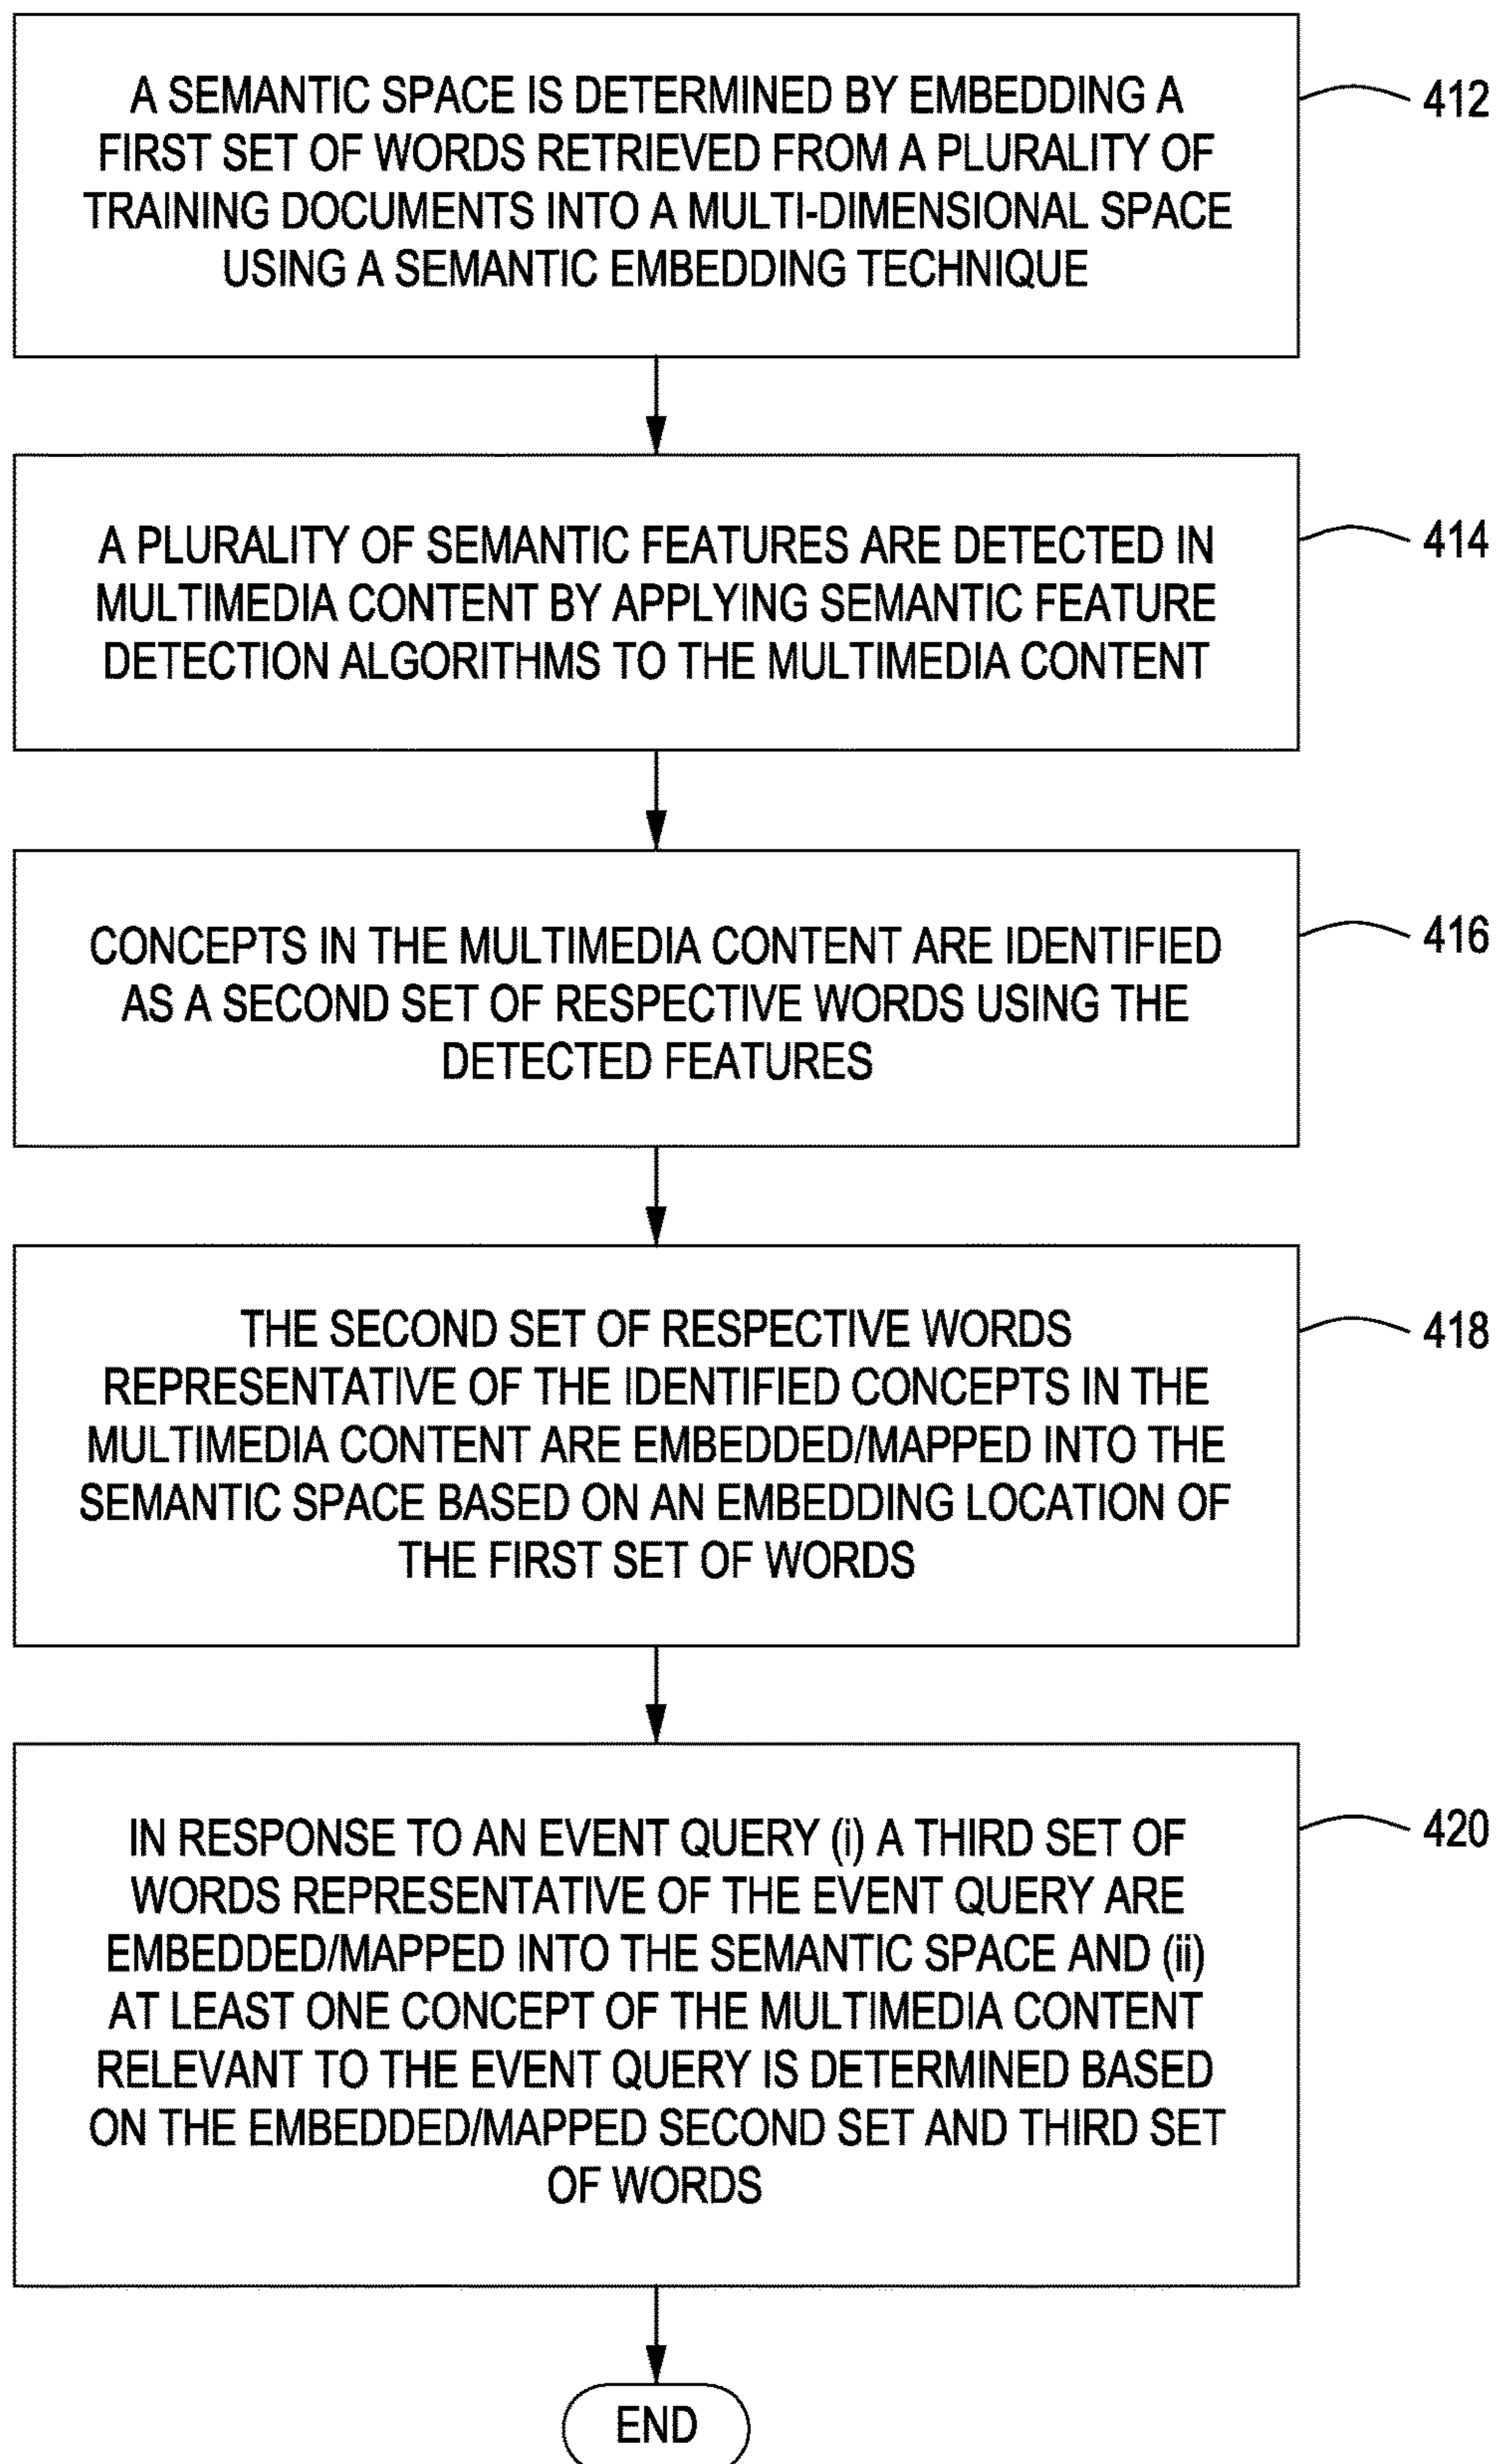 A SEMANTIC SPACE IS DETERMINED BY EMBEDDING A
FIRST SET OF WORDS RETRIEVED FROM A PLURALITY OF
TRAINING DOCUMENTS INTO A MULTI-DIMENSIONAL SPACE
USING A SEMANTIC EMBEDDING TECHNIQUE
412
A PLURALITY OF SEMANTIC FEATURES ARE DETECTED IN
MULTIMEDIA CONTENT BY APPLYING SEMANTIC FEATURE
DETECTION ALGORITHMS TO THE MULTIMEDIA CONTENT
414
CONCEPTS IN THE MULTIMEDIA CONTENT ARE IDENTIFIED
AS A SECOND SET OF RESPECTIVE WORDS USING THE
DETECTED FEATURES
416
THE SECOND SET OF RESPECTIVE WORDS
REPRESENTATIVE OF THE IDENTIFIED CONCEPTS IN THE
MULTIMEDIA CONTENT ARE EMBEDDED/MAPPED INTO THE
SEMANTIC SPACE BASED ON AN EMBEDDING LOCATION OF
THE FIRST SET OF WORDS
418
IN RESPONSE TO AN EVENT QUERY (i) A THIRD SET OF
WORDS REPRESENTATIVE OF THE EVENT QUERY ARE
EMBEDDED/MAPPED INTO THE SEMANTIC SPACE AND (ii)
AT LEAST ONE CONCEPT OF THE MULTIMEDIA CONTENT
RELEVANT TO THE EVENT QUERY IS DETERMINED BASED
ON THE EMBEDDED/MAPPED SECOND SET AND THIRD SET
OF WORDS
420
END